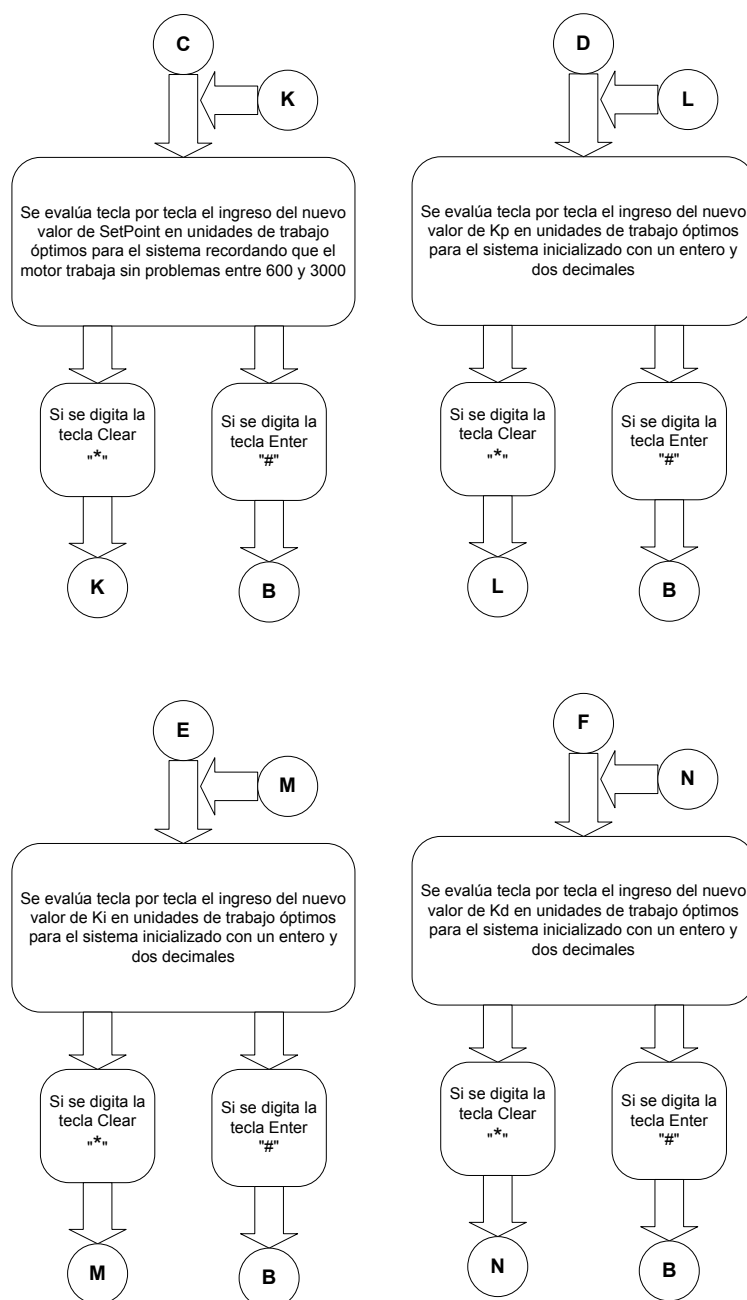 C
K
Se evalúa tecla por tecla el ingreso del nuevo
valor de SetPoint en unidades de trabajo
óptimos para el sistema recordando que el
motor trabaja sin problemas entre 600 y 3000
Si se digita la
tecla Clear
"*"
Si se digita la
tecla Enter
"#"
K
B
D
L
Se evalúa tecla por tecla el ingreso del nuevo
valor de Kp en unidades de trabajo óptimos
para el sistema inicializado con un entero y
dos decimales
Si se digita la
tecla Clear
"*"
Si se digita la
tecla Enter
"#"
L
B
E
M
Se evalúa tecla por tecla el ingreso del nuevo
valor de Ki en unidades de trabajo óptimos
para el sistema inicializado con un entero y
dos decimales
Si se digita la
tecla Clear
"*"
Si se digita la
tecla Enter
"#"
M
B
F
N
Se evalúa tecla por tecla el ingreso del nuevo
valor de Kd en unidades de trabajo óptimos
para el sistema inicializado con un entero y
dos decimales
Si se digita la
tecla Clear
"*"
Si se digita la
tecla Enter
"#"
N
B